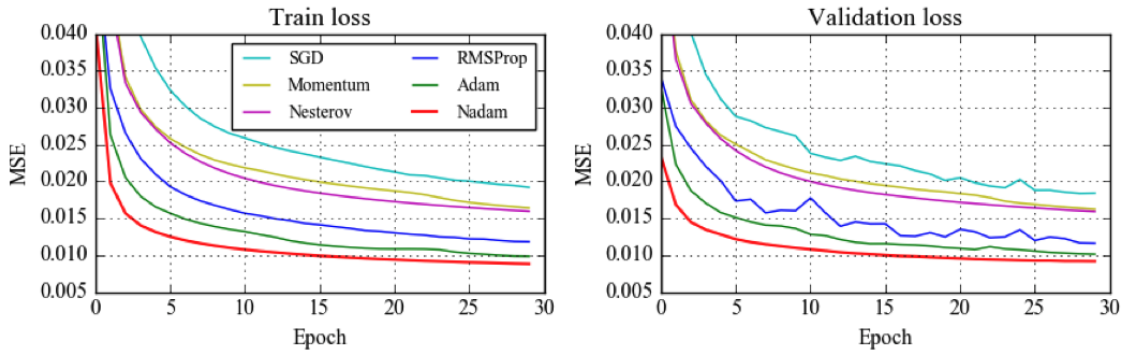 Train loss
MSE
0.040
0.035
0.030
0.025
0.020
0.015
0.010
0.005
SGD
Momentum
Nesterov
RMSProp
Adam
Nadam
0 5 10 15 20 25 30
Epoch
Validation loss
MSE
0.040
0.035
0.030
0.025
0.020
0.015
0.010
0.005
0 5 10 15 20 25 30
Epoch